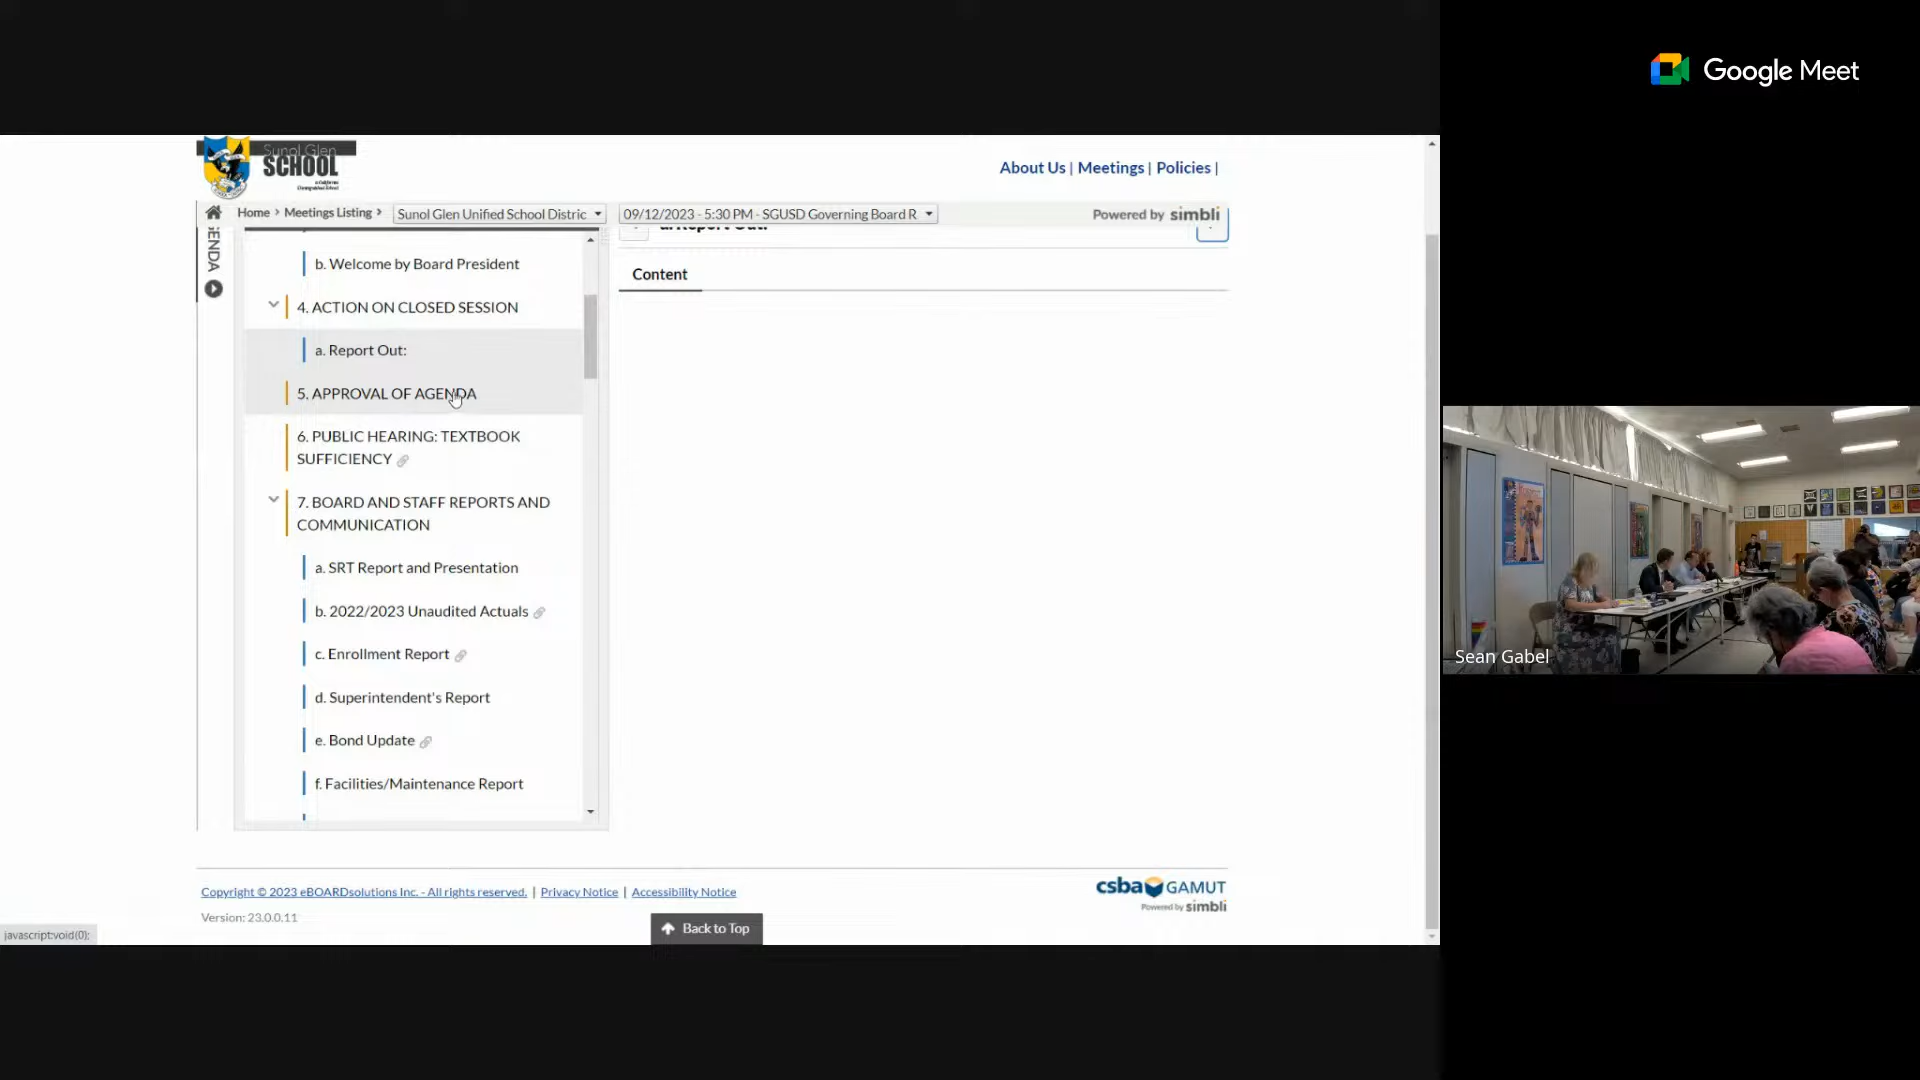 Google Meet
Sunol Glen
SCHOOL
About Us | Meetings | Policies |
Home > Meetings Listing >
Sunol Glen Unified School Distric
09/12/2023 - 5:30 PM - SGUSD Governing Board R
Powered by simbli
ENDA
a. Report Out:
b. Welcome by Board President
Content
4. ACTION ON CLOSED SESSION
a. Report Out:
5. APPROVAL OF AGENDA
6. PUBLIC HEARING: TEXTBOOK
SUFFICIENCY
7. BOARD AND STAFF REPORTS AND
COMMUNICATION
a. SRT Report and Presentation
b. 2022/2023 Unaudited Actuals
c. Enrollment Report
d. Superintendent's Report
e. Bond Update
f. Facilities/Maintenance Report
Sean Gabel
Copyright © 2023 eBOARDsolutions Inc. - All rights reserved. | Privacy Notice | Accessibility Notice
Version: 23.0.0.11
csba GAMUT
Powered by simbli
Back to Top
javascript:void(0);